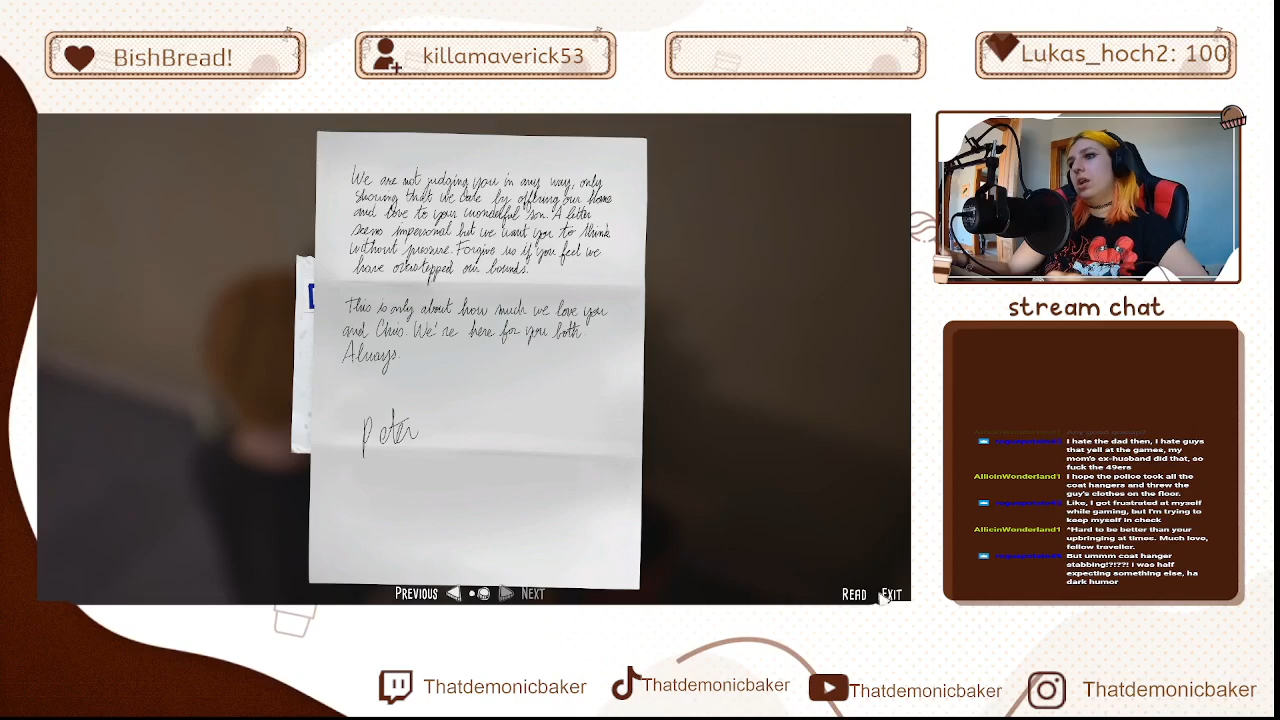 BishBread!
killamaverick53
Lukas_hoch2: 100
We are not judging you in any way, only
showing that we care by offering our home
and love to your wonderful son. A letter
seems impersonal but we want you to think
without pressure. Forgive us if you feel we
have overstepped our bounds.
This is only about how much we love you
and Chris. We're here for you both
Always.
Peter
PREVIOUS
NEXT
READ
EXIT
stream chat
I hate the dad then, I hate guys
that yell at the games, my
mom's ex-husband did that, so
fuck the 49ers
AllicinWonderland1 I hope the police took all the
coat hangers and threw the
guy's clothes on the floor.
Like, I got frustrated at myself
while gaming, but I'm trying to
keep myself in check
AllicinWonderland1 *Hard to be better than your
upbringing at times. Much love,
fellow traveller.
But ummm coat hanger
stabbing!?!??! I was half
expecting something else, ha
dark humor
Thatdemonicbaker
Thatdemonicbaker
Thatdemonicbaker
Thatdemonicbaker